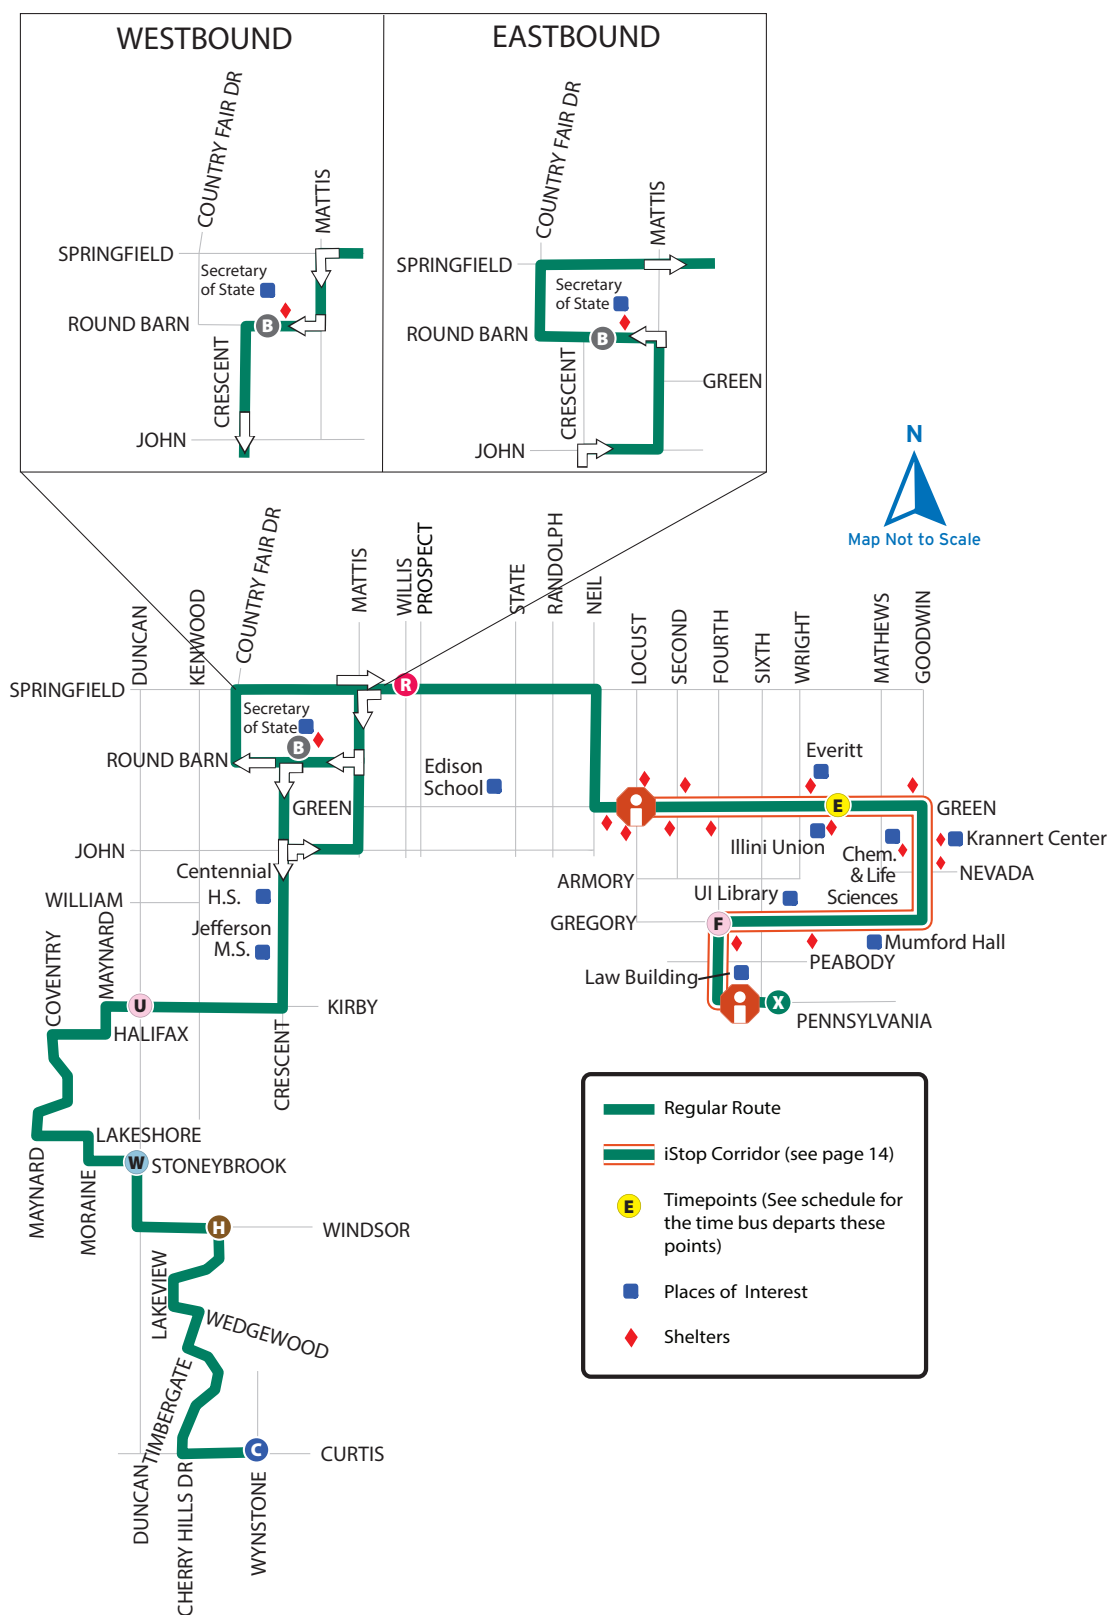 WESTBOUND
COUNTRY FAIR DR
MATTIS
SPRINGFIELD
Secretary
of State
ROUND BARN
B
CRESCENT
JOHN
EASTBOUND
COUNTRY FAIR DR
MATTIS
SPRINGFIELD
Secretary
of State
ROUND BARN
B
CRESCENT
GREEN
JOHN
N
Map Not to Scale
DUNCAN
KENWOOD
COUNTRY FAIR DR
MATTIS
WILLIS
PROSPECT
STATE
RANDOLPH
NEIL
LOCUST
SECOND
FOURTH
SIXTH
WRIGHT
MATHEWS
GOODWIN
SPRINGFIELD
R
Secretary
of State
B
ROUND BARN
Edison
School
Everitt
GREEN
E
GREEN
Illini Union
Krannert Center
JOHN
Chem.
& Life
Sciences
Centennial
H.S.
ARMORY
NEVADA
WILLIAM
UI Library
GREGORY
F
Jefferson
M.S.
Mumford Hall
PEABODY
Law Building
COVENTRY
MAYNARD
U
KIRBY
X
PENNSYLVANIA
HALIFAX
CRESCENT
LAKESHORE
W
STONEYBROOK
MAYNARD
MORAINE
H
WINDSOR
LAKEVIEW
WEDGEWOOD
TIMBERGATE
C
CURTIS
DUNCAN
CHERRY HILLS DR
WYNSTONE
Regular Route
iStop Corridor (see page 14)
E
Timepoints (See schedule for
the time bus departs these
points)
Places of Interest
Shelters